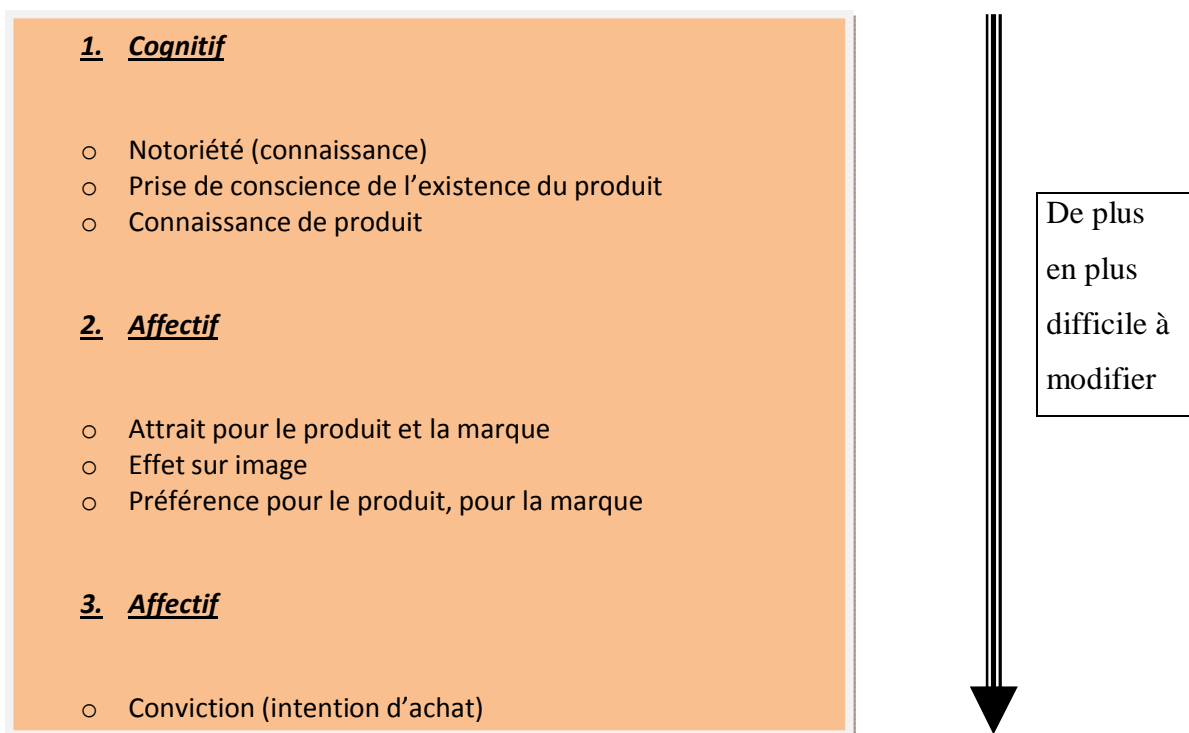 1. Cognitif
o Notoriété (connaissance)
o Prise de conscience de l’existence du produit
o Connaissance de produit
2. Affectif
o Attrait pour le produit et la marque
o Effet sur image
o Préférence pour le produit, pour la marque
3. Affectif
o Conviction (intention d’achat)
De plus
en plus
difficile à
modifier